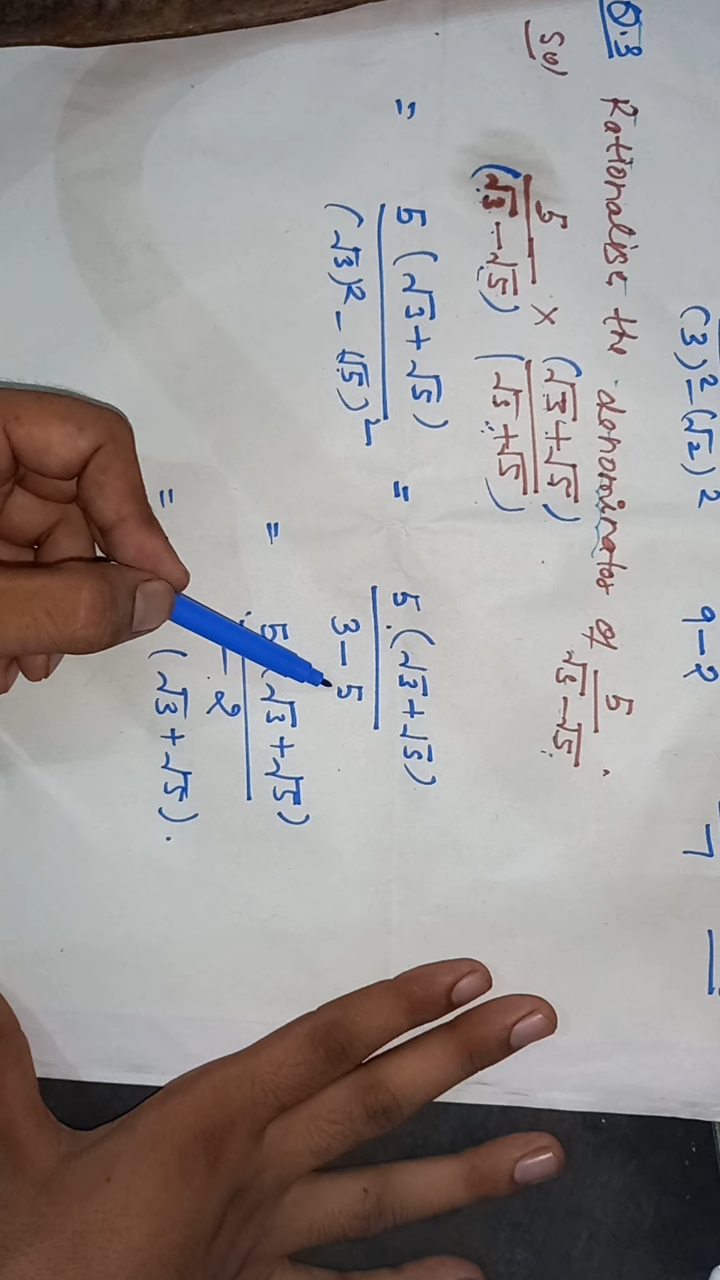 (3)² - (√2)² 9-2 7
Q.3 Rationalise the denominator of 5/(√3-√5).
Sol 5/(√3-√5) × (√3+√5)/(√3+√5)
= 5(√3+√5)/((√3)² - (√5)²) = 5(√3+√5)/(3-5)
= 5(√3+√5)/-2
= (√3+√5).